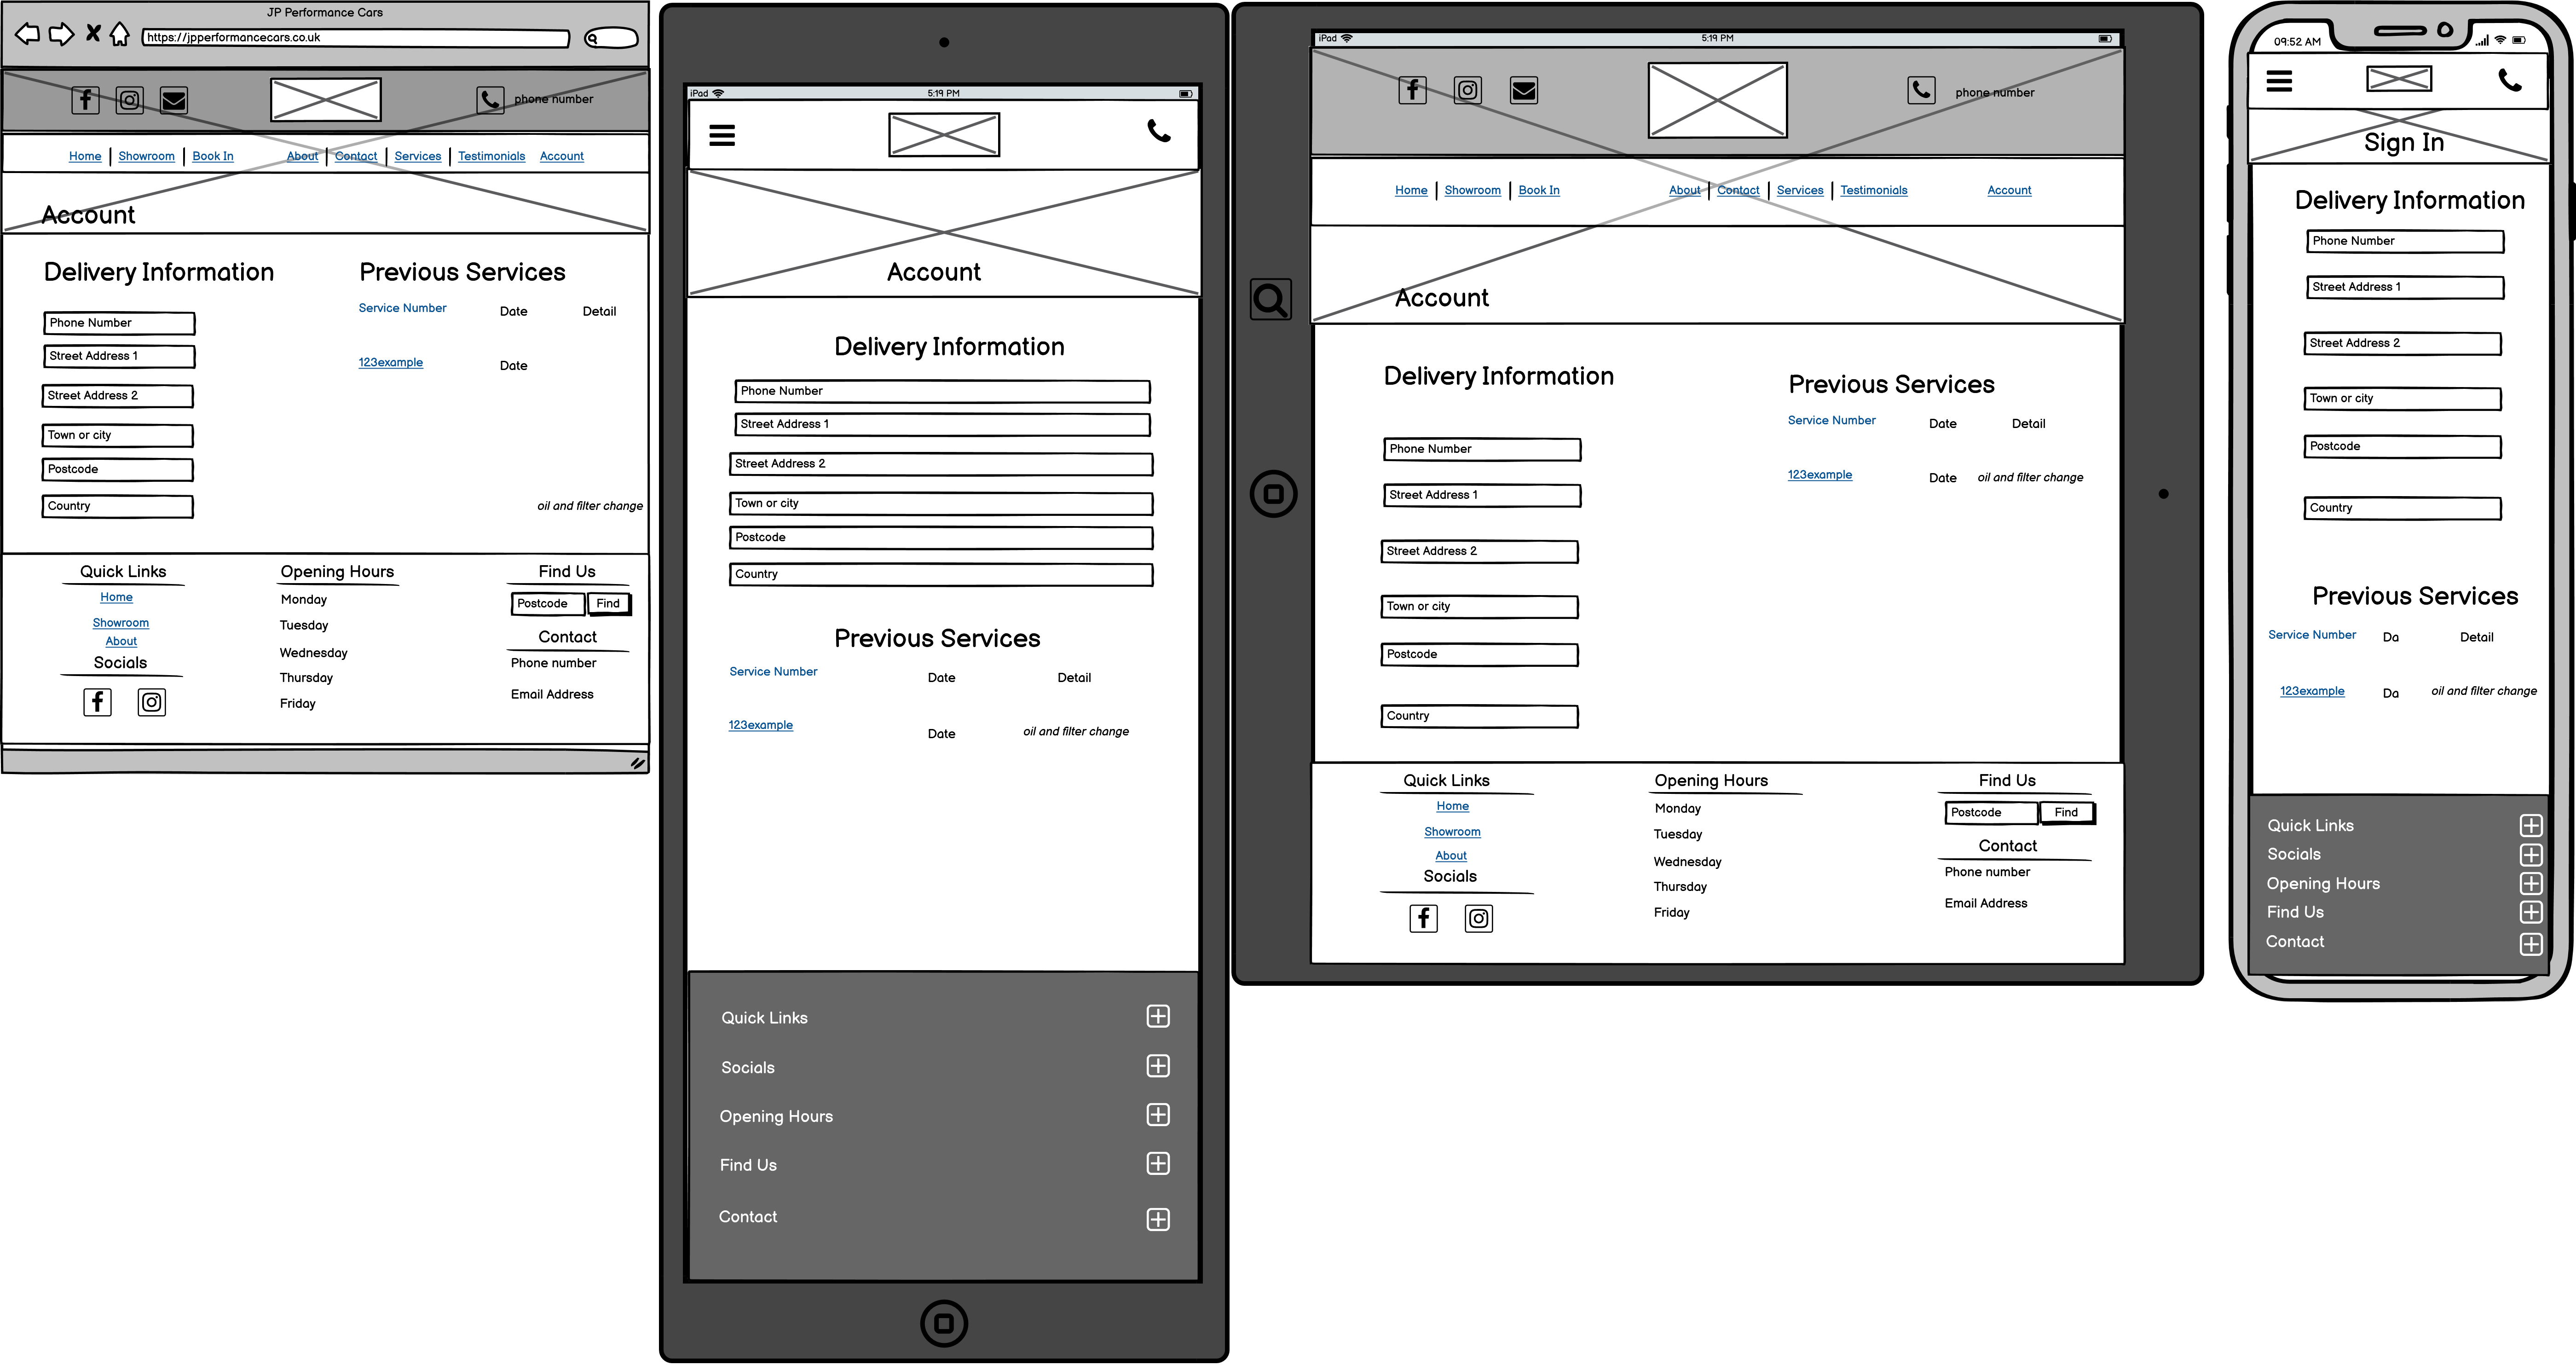 JP Performance Cars
https://jpperformancecars.co.uk
phone number
Home Showroom Book In About Contact Services Testimonials Account
Account
Delivery Information
Phone Number
Street Address 1
Street Address 2
Town or city
Postcode
Country
Previous Services
Service Number Date Detail
123example Date
oil and filter change
Quick Links
Home
Showroom
About
Socials
Opening Hours
Monday
Tuesday
Wednesday
Thursday
Friday
Find Us
Postcode Find
Contact
Phone number
Email Address
iPad 5:19 PM
Account
Delivery Information
Phone Number
Street Address 1
Street Address 2
Town or city
Postcode
Country
Previous Services
Service Number Date Detail
123example Date oil and filter change
Quick Links
Socials
Opening Hours
Find Us
Contact
iPad 5:19 PM
phone number
Home Showroom Book In About Contact Services Testimonials Account
Account
Delivery Information
Phone Number
Street Address 1
Street Address 2
Town or city
Postcode
Country
Previous Services
Service Number Date Detail
123example Date oil and filter change
Quick Links
Home
Showroom
About
Socials
Opening Hours
Monday
Tuesday
Wednesday
Thursday
Friday
Find Us
Postcode Find
Contact
Phone number
Email Address
09:52 AM
Sign In
Delivery Information
Phone Number
Street Address 1
Street Address 2
Town or city
Postcode
Country
Previous Services
Service Number Da Detail
123example Da oil and filter change
Quick Links
Socials
Opening Hours
Find Us
Contact